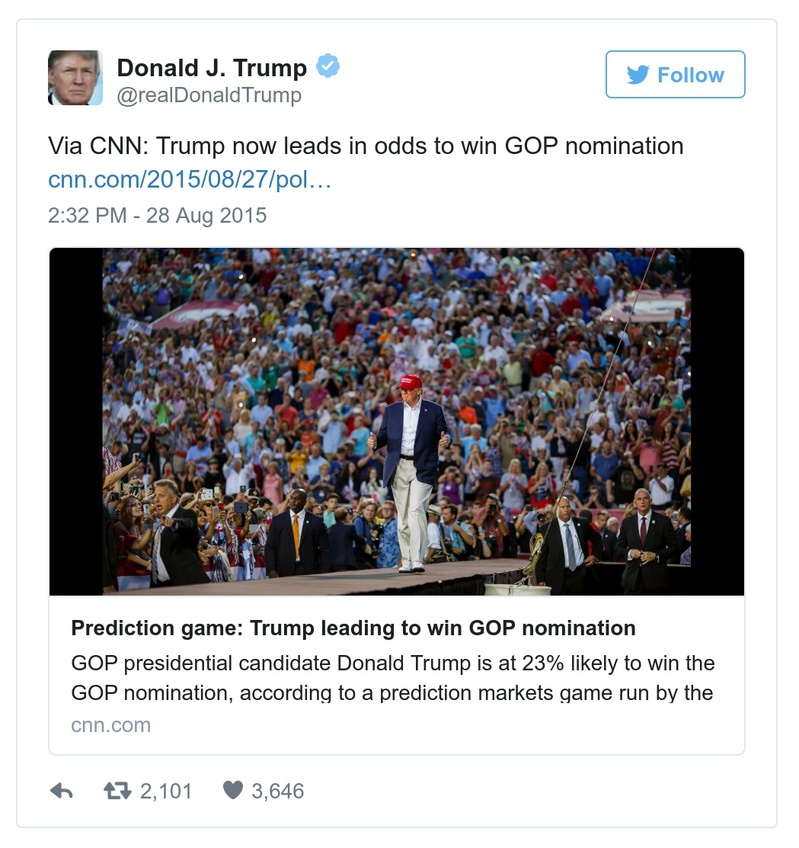 Donald J. Trump
@realDonaldTrump
Follow
Via CNN: Trump now leads in odds to win GOP nomination
cnn.com/2015/08/27/pol…
2:32 PM - 28 Aug 2015
Prediction game: Trump leading to win GOP nomination
GOP presidential candidate Donald Trump is at 23% likely to win the
GOP nomination, according to a prediction markets game run by the
cnn.com
2,101
3,646